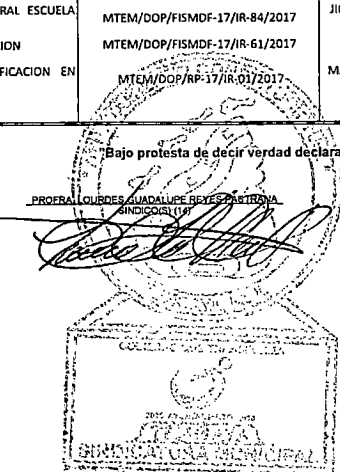 RAL ESCUELA MTEM/DOP/FISMDF-17/IR-84/2017
ION MTEM/DOP/FISMDF-17/IR-61/2017
FICACION EN MTEM/DOP/RP-17/IR-01/2017
Bajo protesta de decir verdad declara
PROFRA. LOURDES GUADALUPE REYES PASTRANA
SINDICO(S) (14)
SINDICATURA MUNICIPAL